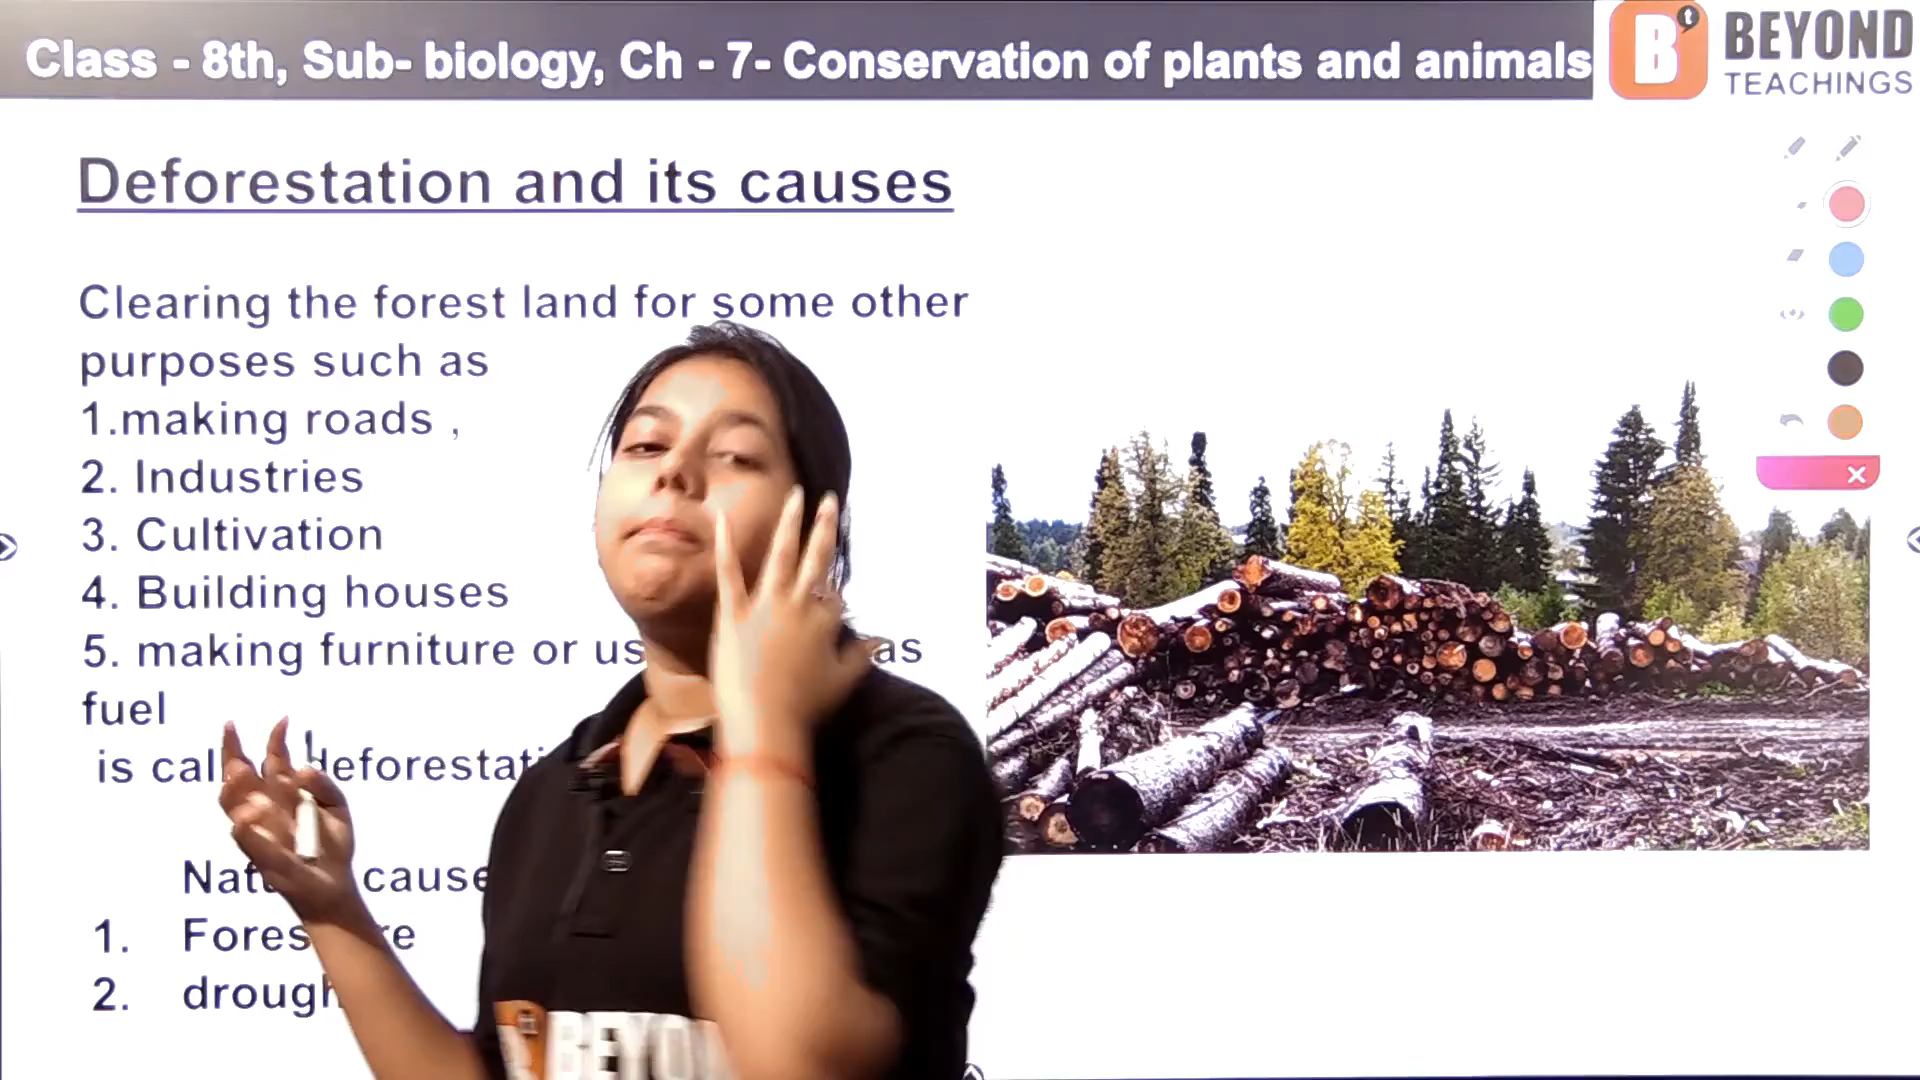 Class - 8th, Sub- biology, Ch - 7- Conservation of plants and animals
B t BEYOND
TEACHINGS
Deforestation and its causes
Clearing the forest land for some other
purposes such as
1.making roads ,
2. Industries
3. Cultivation
4. Building houses
5. making furniture or as
fuel
is
cause
1.
2.